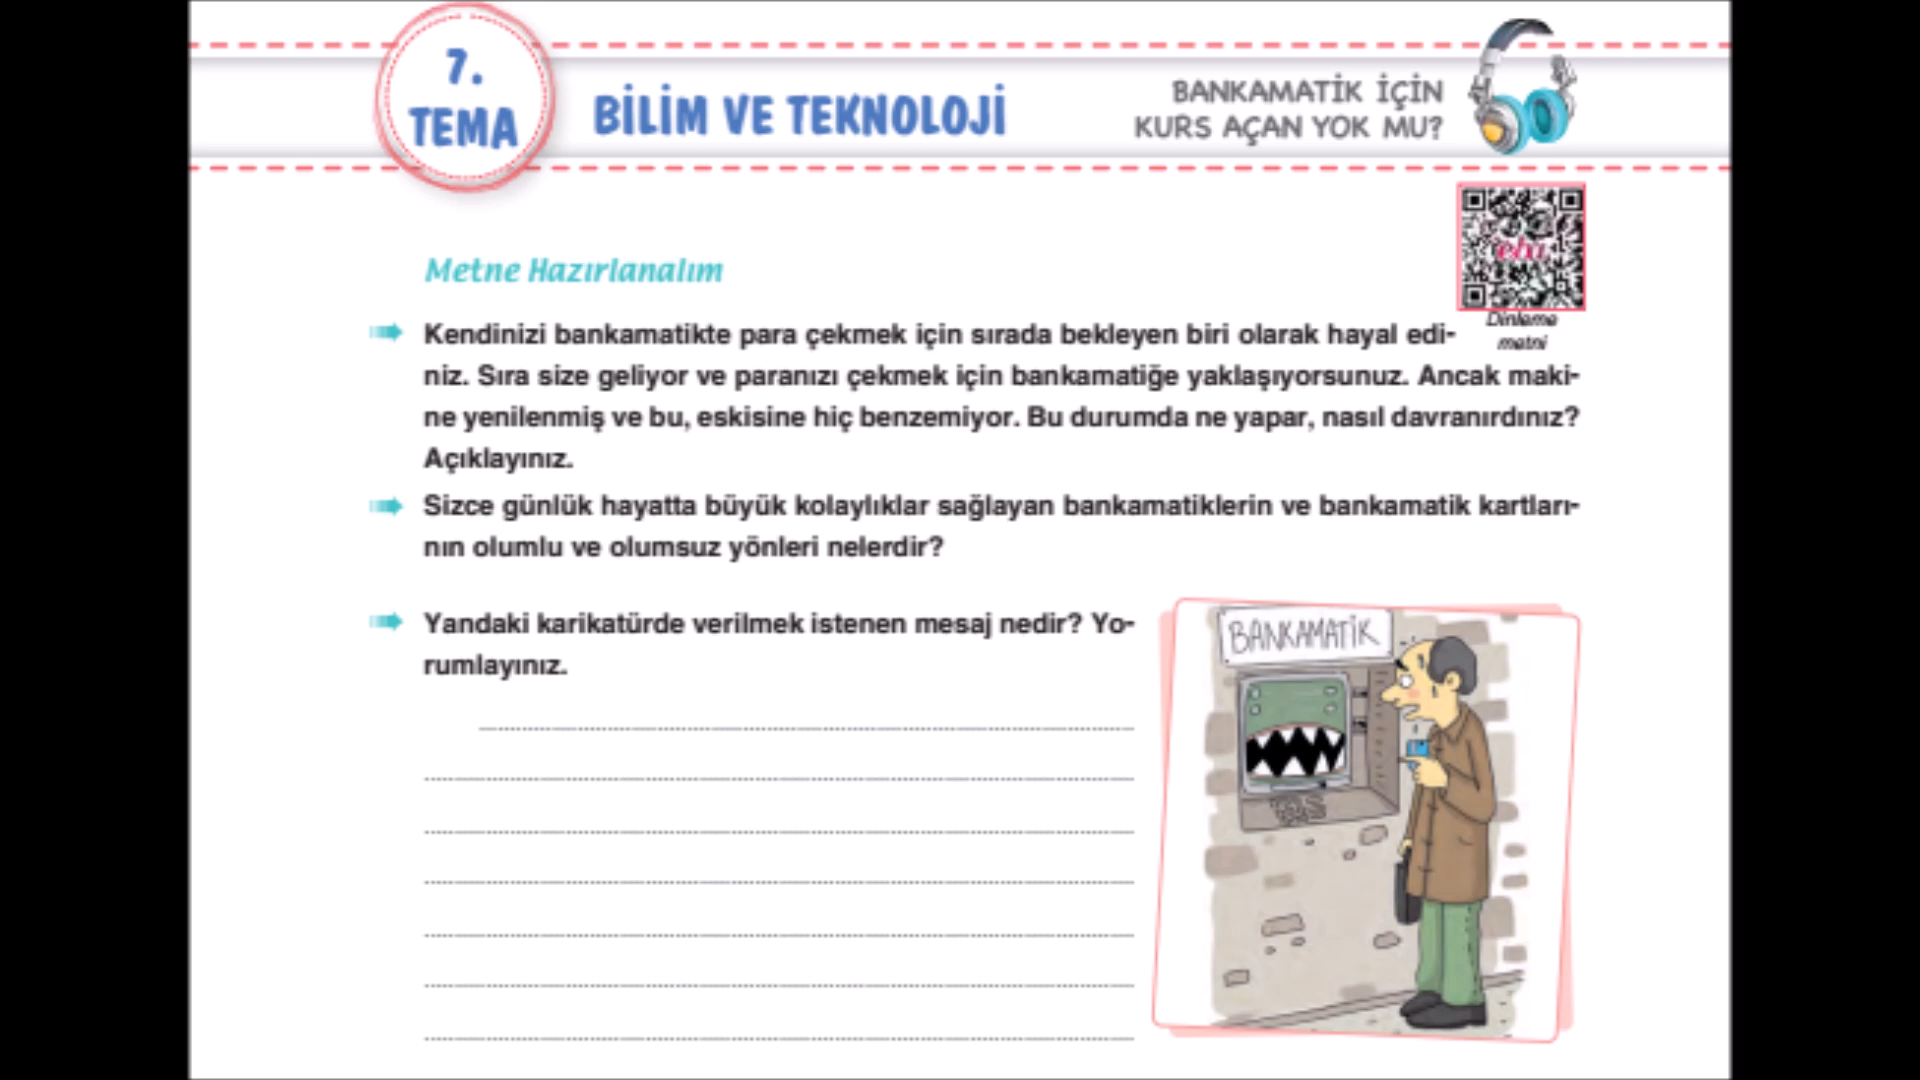 7.
TEMA
BİLİM VE TEKNOLOJİ
BANKAMATİK İÇİN
KURS AÇAN YOK MU?
eba
Dinleme
metni
Metne Hazırlanalım
Kendinizi bankamatikte para çekmek için sırada bekleyen biri olarak hayal edi-
niz. Sıra size geliyor ve paranızı çekmek için bankamatiğe yaklaşıyorsunuz. Ancak maki-
ne yenilenmiş ve bu, eskisine hiç benzemiyor. Bu durumda ne yapar, nasıl davranırdınız?
Açıklayınız.
Sizce günlük hayatta büyük kolaylıklar sağlayan bankamatiklerin ve bankamatik kartları-
nın olumlu ve olumsuz yönleri nelerdir?
Yandaki karikatürde verilmek istenen mesaj nedir? Yo-
rumlayınız.
BANKAMATİK